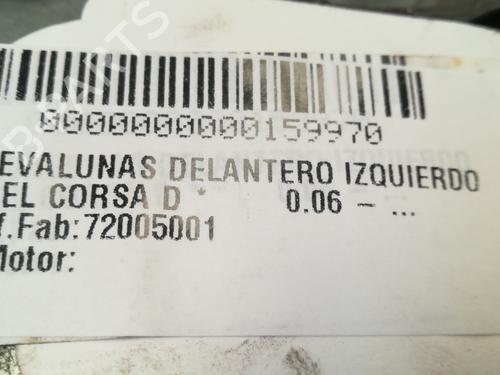 0000000000159970
EVALUNAS DELANTERO IZQUIERDO
EL CORSA D * 0.06 - ...
f.Fab:72005001
Motor: